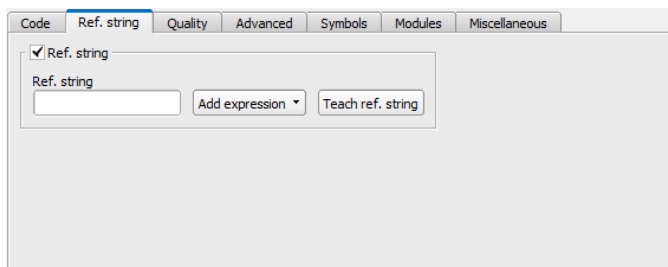 Code Ref. string Quality Advanced Symbols Modules Miscellaneous
Ref. string
Ref. string
Add expression Teach ref. string